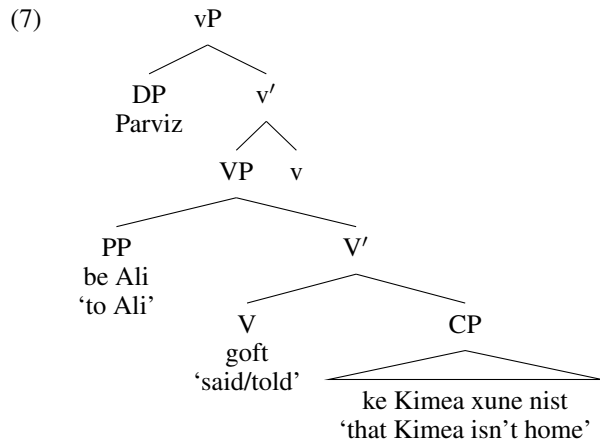 (7) vP
DP v′
Parviz
VP v
PP V′
be Ali
‘to Ali’
V CP
goft
‘said/told’
ke Kimea xune nist
‘that Kimea isn’t home’